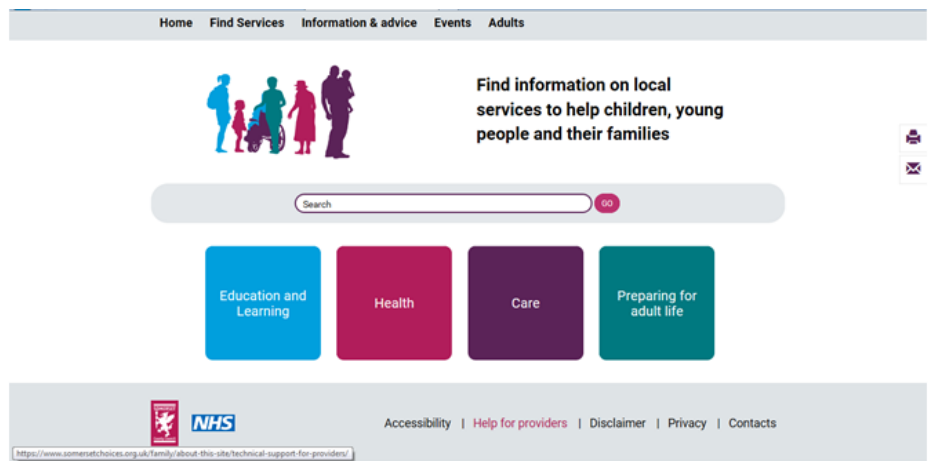 Home Find Services Information & advice Events Adults
Find information on local
services to help children, young
people and their families
Search GO
Education and
Learning
Health
Care
Preparing for
adult life
NHS
Accessibility | Help for providers | Disclaimer | Privacy | Contacts
https://www.somersetchoices.org.uk/family/about-this-site/technical-support-for-providers/